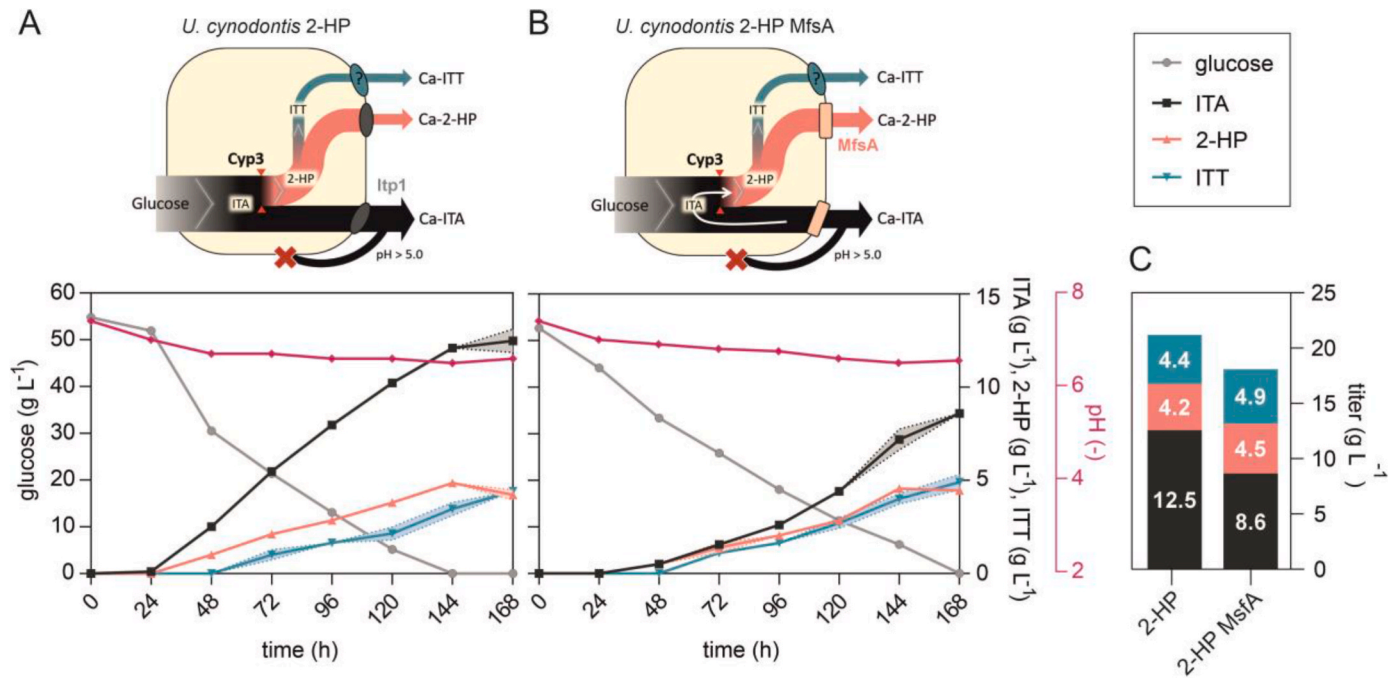 A
U. cynodontis 2-HP
?
Ca-ITT
ITT
Ca-2-HP
Cyp3
2-HP
Itp1
Glucose
ITA
Ca-ITA
pH > 5.0
B
U. cynodontis 2-HP MfsA
?
Ca-ITT
ITT
Ca-2-HP
MfsA
Cyp3
2-HP
Glucose
ITA
Ca-ITA
pH > 5.0
glucose
ITA
2-HP
ITT
60
50
40
30
20
10
0
glucose (g L-1)
0 24 48 72 96 120 144 168
time (h)
0 24 48 72 96 120 144 168
time (h)
15
10
5
0
ITA (g L-1), 2-HP (g L-1), ITT (g L-1)
8
6
4
2
pH (-)
C
4.4
4.2
12.5
4.9
4.5
8.6
25
20
15
10
5
0
titer (g L-1)
2-HP
2-HP MsfA